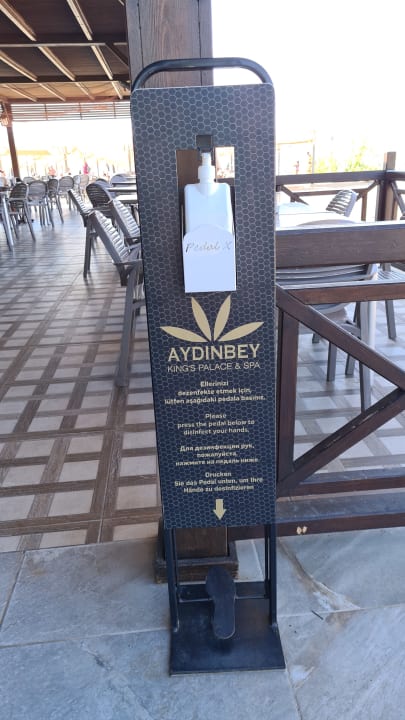 Pedal X
AYDINBEY
KING'S PALACE & SPA
Ellerinizi
dezenfekte etmek için,
lütfen aşağıdaki pedala basınız.
Please
press the pedal below to
disinfect your hands.
Для дезинфекции рук,
пожалуйста,
нажмите на педаль ниже.
Drücken
Sie das Pedal unten, um Ihre
Hände zu desinfizieren